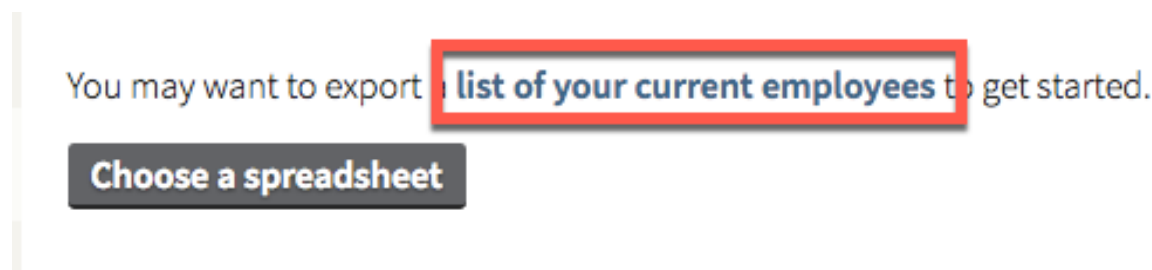 You may want to export a list of your current employees to get started.
Choose a spreadsheet